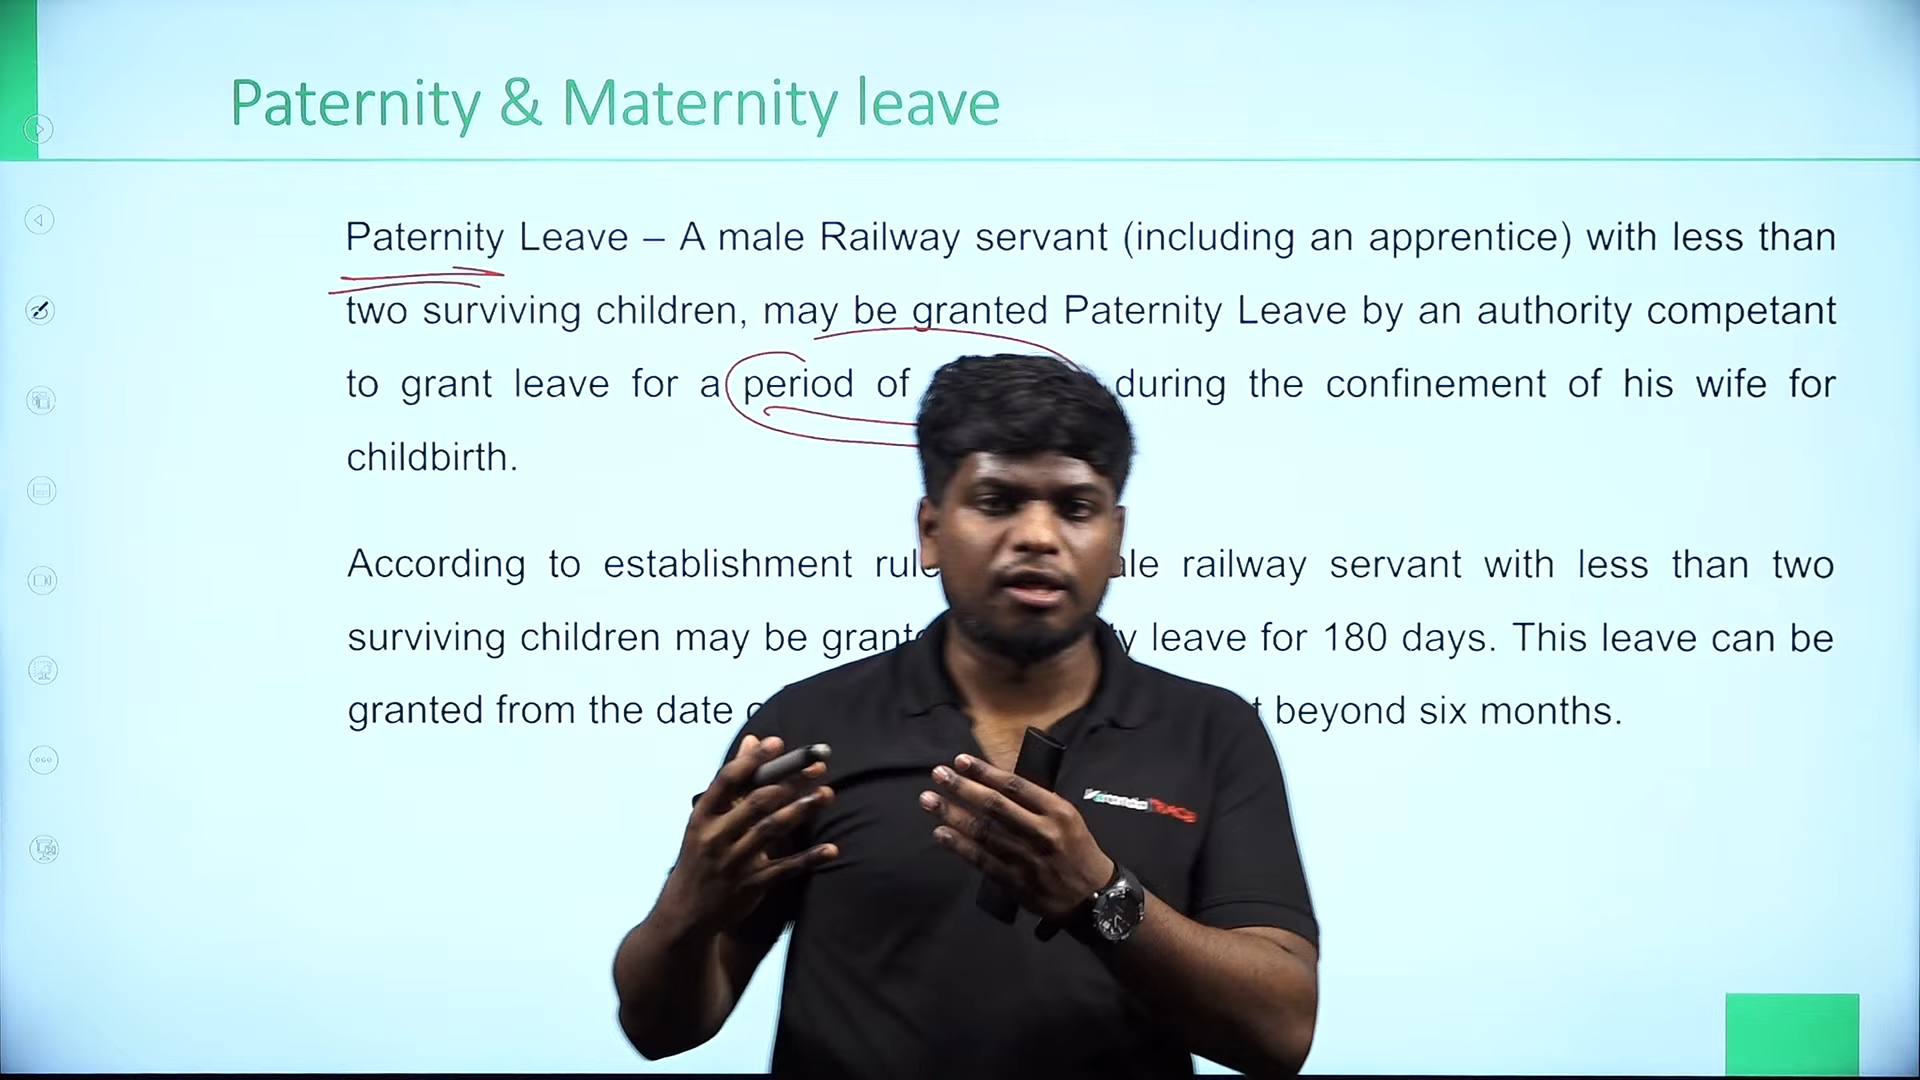 Paternity & Maternity leave
Paternity Leave – A male Railway servant (including an apprentice) with less than
two surviving children, may be granted Paternity Leave by an authority competant
to grant leave for a period of during the confinement of his wife for
childbirth.
According to establishment railway servant with less than two
surviving children may be leave for 180 days. This leave can be
granted from the date beyond six months.